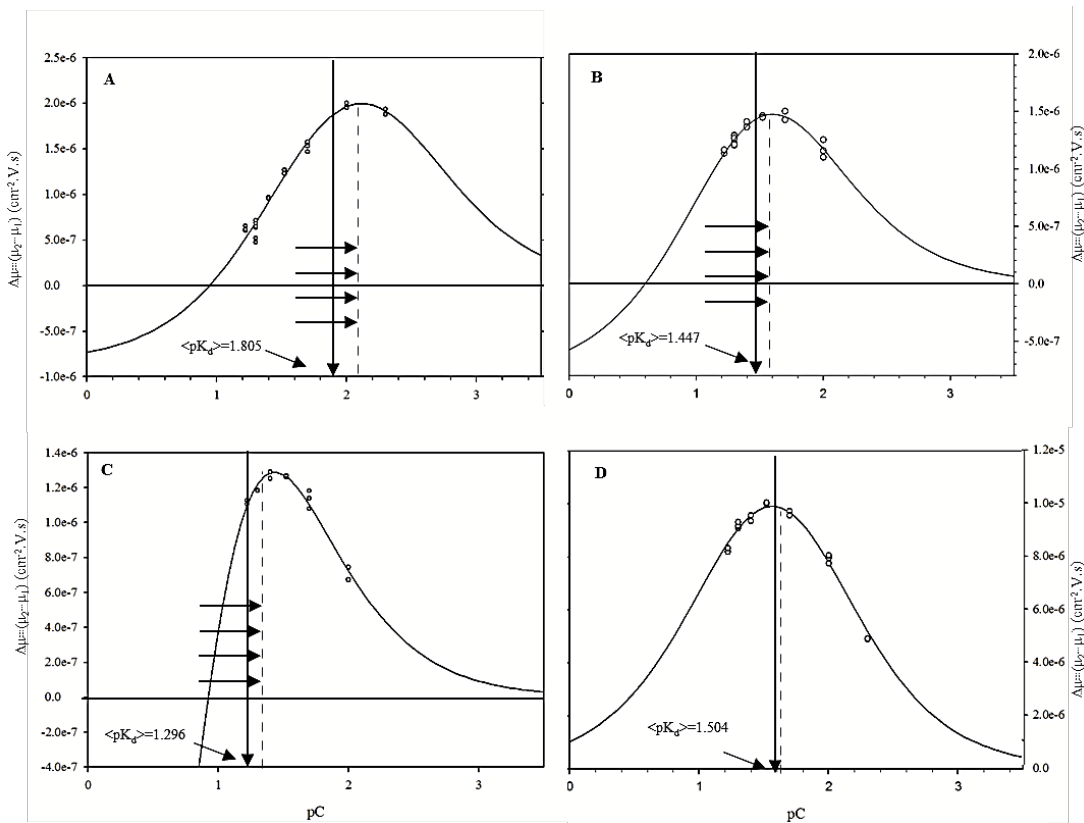 A
2.5e-6
2.0e-6
1.5e-6
1.0e-6
5.0e-7
0.0
-5.0e-7
-1.0e-6
Δμ=(μ₂-μ₁) (cm².V.s)
<pK_d>=1.805
0 1 2 3
B
2.0e-6
1.5e-6
1.0e-6
5.0e-7
0.0
-5.0e-7
Δμ=(μ₂-μ₁) (cm².V.s)
<pK_d>=1.447
0 1 2 3
C
1.4e-6
1.2e-6
1.0e-6
8.0e-7
6.0e-7
4.0e-7
2.0e-7
0.0
-2.0e-7
-4.0e-7
Δμ=(μ₂-μ₁) (cm².V.s)
<pK_d>=1.296
0 1 2 3
pC
D
1.2e-5
1.0e-5
8.0e-6
6.0e-6
4.0e-6
2.0e-6
0.0
Δμ=(μ₂-μ₁) (cm².V.s)
<pK_d>=1.504
0 1 2 3
pC